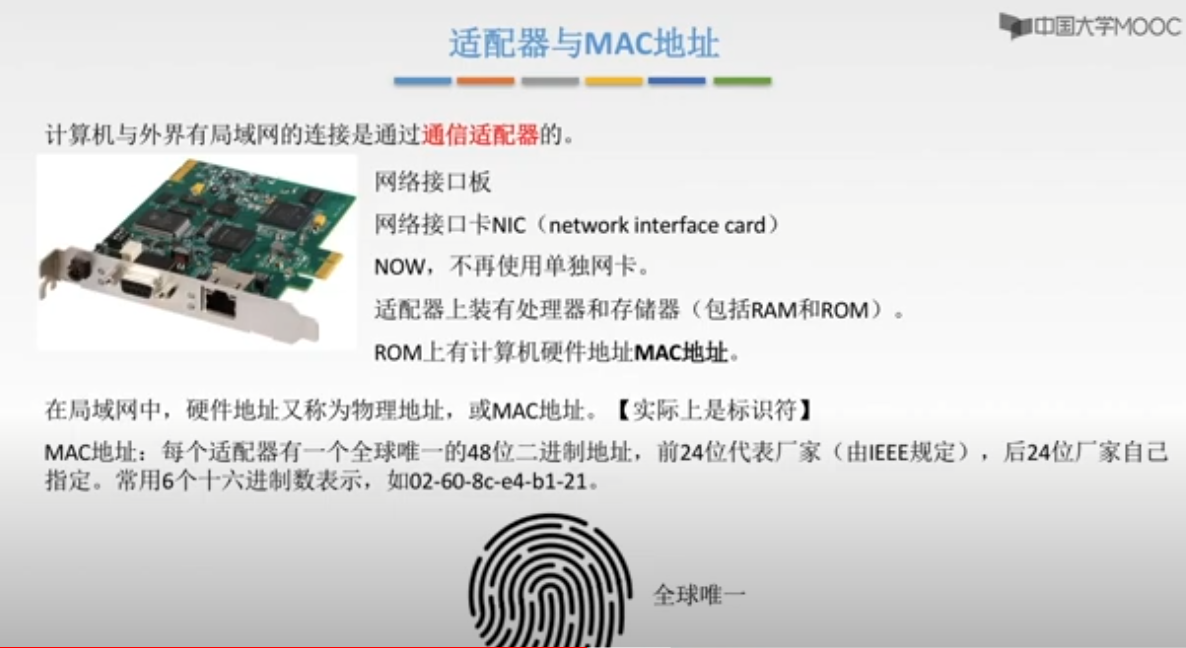 中国大学MOOC
适配器与MAC地址
计算机与外界有局域网的连接是通过通信适配器的。
网络接口板
网络接口卡NIC（network interface card）
NOW，不再使用单独网卡。
适配器上装有处理器和存储器（包括RAM和ROM）。
ROM上有计算机硬件地址MAC地址。
在局域网中，硬件地址又称为物理地址，或MAC地址。【实际上是标识符】
MAC地址：每个适配器有一个全球唯一的48位二进制地址，前24位代表厂家（由IEEE规定），后24位厂家自己
指定。常用6个十六进制数表示，如02-60-8c-e4-b1-21。
全球唯一